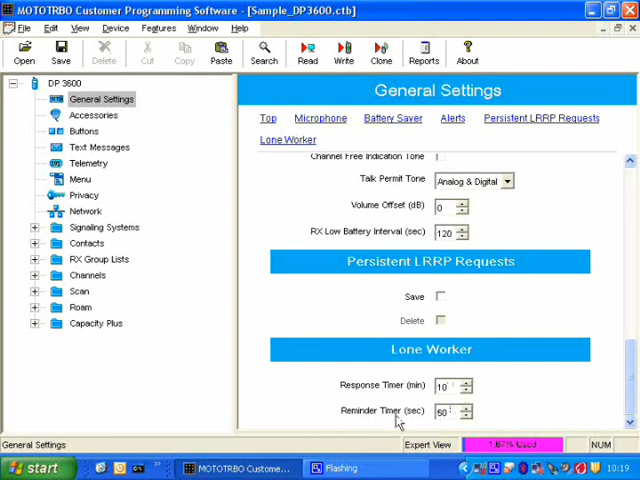 MOTOTRBO Customer Programming Software - [Sample_DP3600.ctb]
File Edit View Device Features Window Help
Open Save Delete Cut Copy Paste Search Read Write Clone Reports About
DP 3600
General Settings
Accessories
Buttons
Text Messages
Telemetry
Menu
Privacy
Network
Signaling Systems
Contacts
RX Group Lists
Channels
Scan
Roam
Capacity Plus
General Settings
Top Microphone Battery Saver Alerts Persistent LRRP Requests
Lone Worker
Channel Free Indication Tone
Talk Permit Tone Analog & Digital
Volume Offset (dB) 0
RX Low Battery Interval (sec) 120
Persistent LRRP Requests
Save
Delete
Lone Worker
Response Timer (min) 10
Reminder Timer (sec)
General Settings Expert View 1.67% Used NUM
start MOTOTRBO Custome... Flashing 10:19